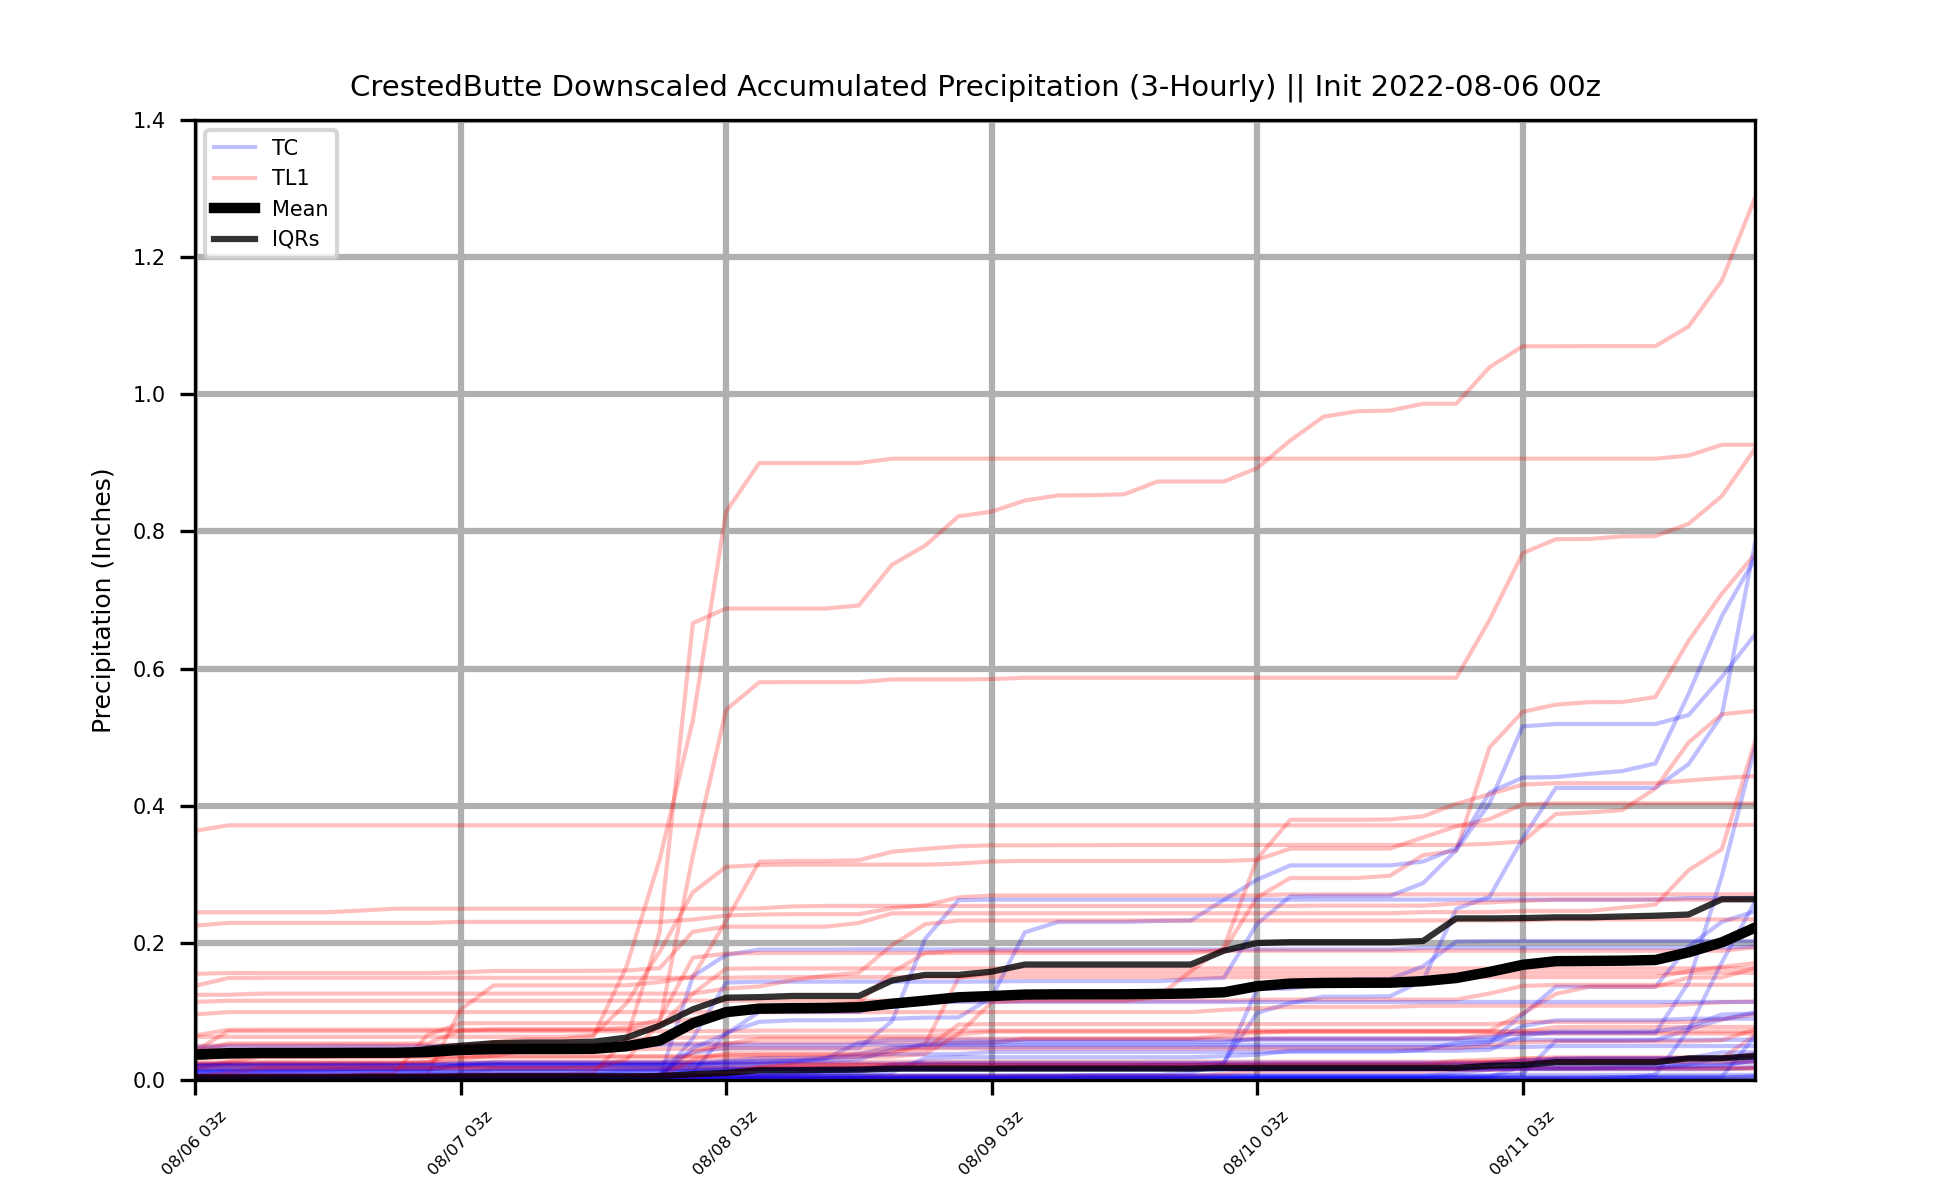 CrestedButte Downscaled Accumulated Precipitation (3-Hourly) || Init 2022-08-06 00z
TC
TL1
Mean
IQRs
Precipitation (Inches)
1.4
1.2
1.0
0.8
0.6
0.4
0.2
0.0
08/06 03z
08/07 03z
08/08 03z
08/09 03z
08/10 03z
08/11 03z